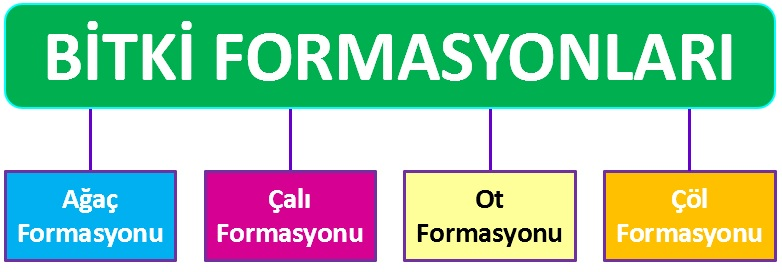 BİTKİ FORMASYONLARI
Ağaç
Formasyonu
Çalı
Formasyonu
Ot
Formasyonu
Çöl
Formasyonu